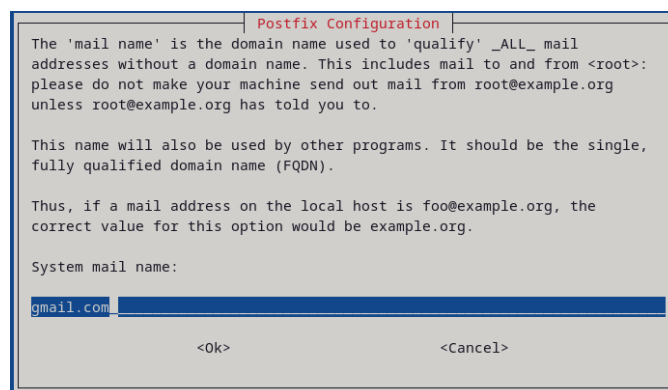 Postfix Configuration
The 'mail name' is the domain name used to 'qualify' _ALL_ mail
addresses without a domain name. This includes mail to and from <root>:
please do not make your machine send out mail from root@example.org
unless root@example.org has told you to.
This name will also be used by other programs. It should be the single,
fully qualified domain name (FQDN).
Thus, if a mail address on the local host is foo@example.org, the
correct value for this option would be example.org.
System mail name:
gmail.com
<Ok> <Cancel>